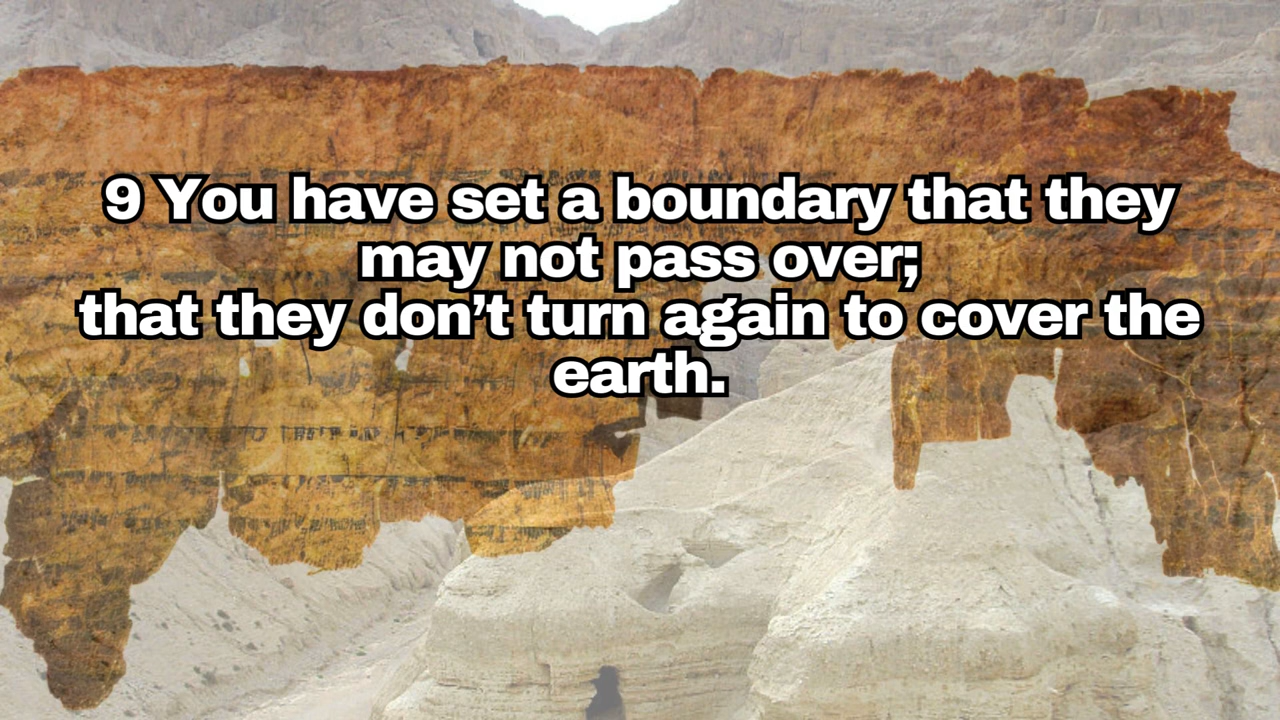 9 You have set a boundary that they
may not pass over;
that they don’t turn again to cover the
earth.